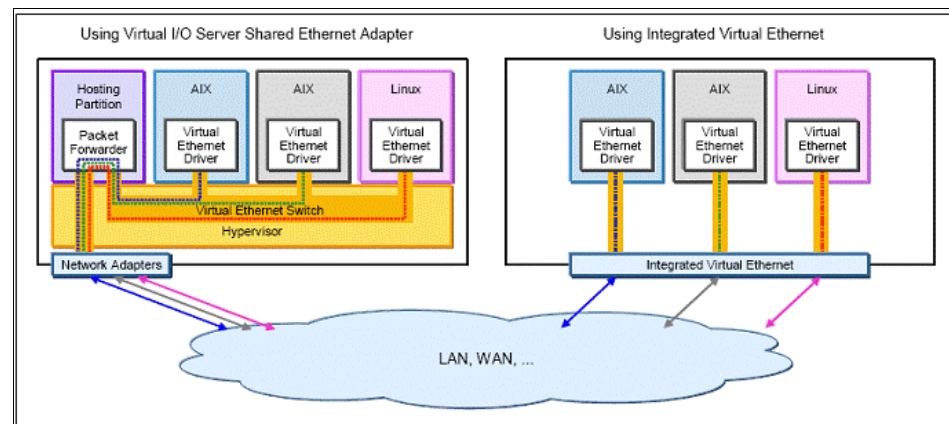 Using Virtual I/O Server Shared Ethernet Adapter
Hosting
Partition
Packet
Forwarder
AIX
Virtual
Ethernet
Driver
AIX
Virtual
Ethernet
Driver
Linux
Virtual
Ethernet
Driver
Virtual Ethernet Switch
Hypervisor
Network Adapters
Using Integrated Virtual Ethernet
AIX
Virtual
Ethernet
Driver
AIX
Virtual
Ethernet
Driver
Linux
Virtual
Ethernet
Driver
Integrated Virtual Ethernet
LAN, WAN, ...